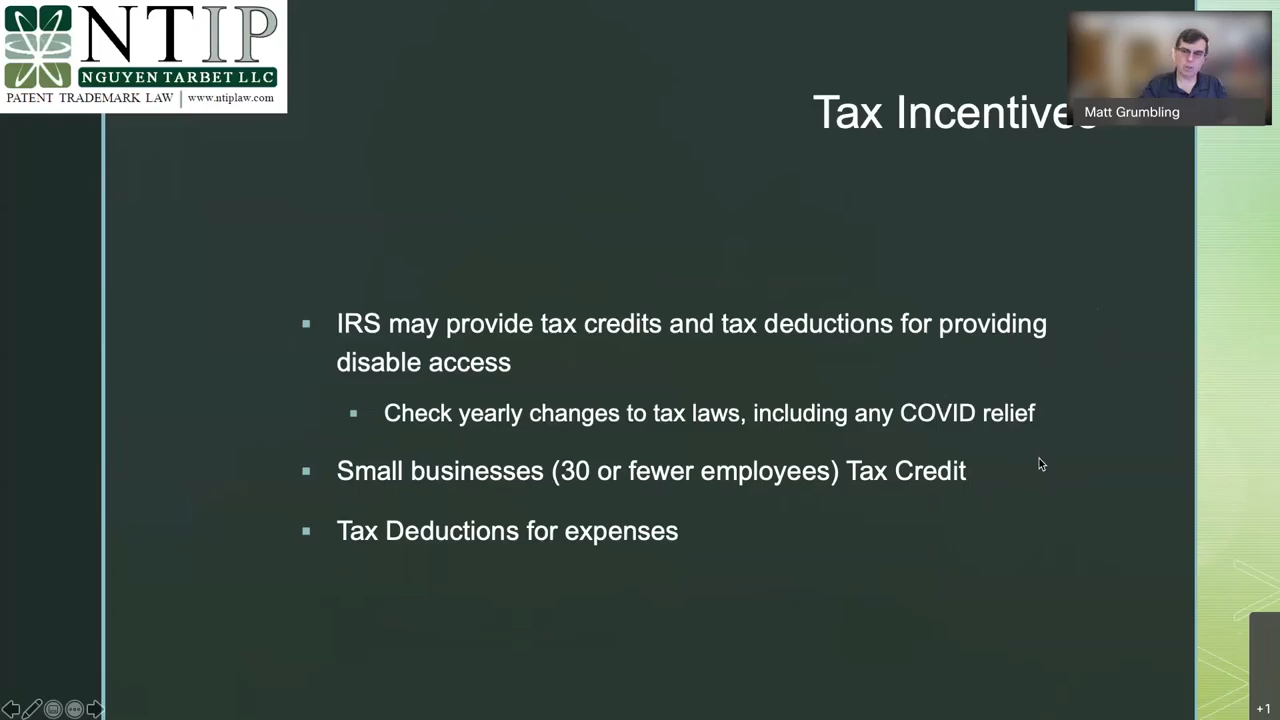 NTIP
NGUYEN TARBET LLC
PATENT TRADEMARK LAW | www.ntiplaw.com
Matt Grumbling
Tax Incentives
▪ IRS may provide tax credits and tax deductions for providing
disable access
▪ Check yearly changes to tax laws, including any COVID relief
▪ Small businesses (30 or fewer employees) Tax Credit
▪ Tax Deductions for expenses
+1